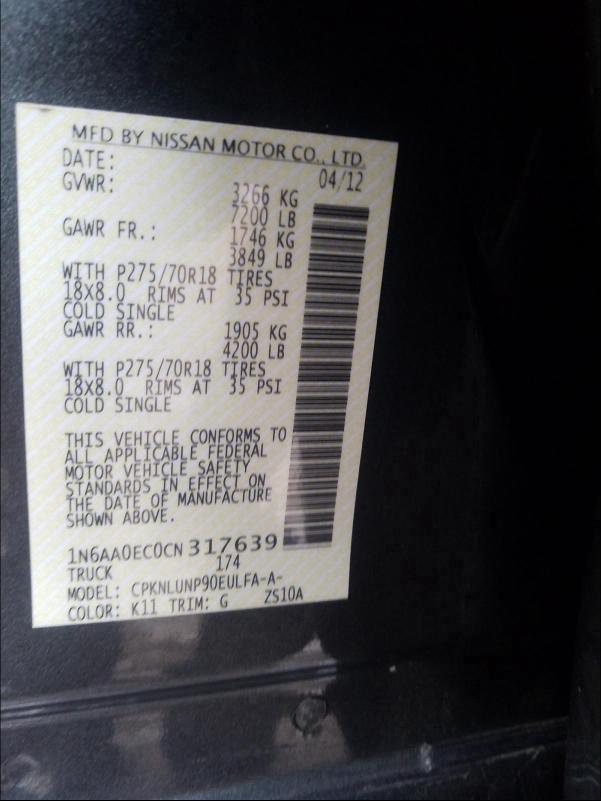 MFD BY NISSAN MOTOR CO., LTD.
DATE: 04/12
GVWR: 3266 KG
7200 LB
GAWR FR.: 1746 KG
3849 LB
WITH P275/70R18 TIRES
18X8.0 RIMS AT 35 PSI
COLD SINGLE
GAWR RR.: 1905 KG
4200 LB
WITH P275/70R18 TIRES
18X8.0 RIMS AT 35 PSI
COLD SINGLE
THIS VEHICLE CONFORMS TO
ALL APPLICABLE FEDERAL
MOTOR VEHICLE SAFETY
STANDARDS IN EFFECT ON
THE DATE OF MANUFACTURE
SHOWN ABOVE.
1N6AA0EC0CN317639
TRUCK 174
MODEL: CPKNLUNP90EULFA-A-
COLOR: K11 TRIM: G ZS10A